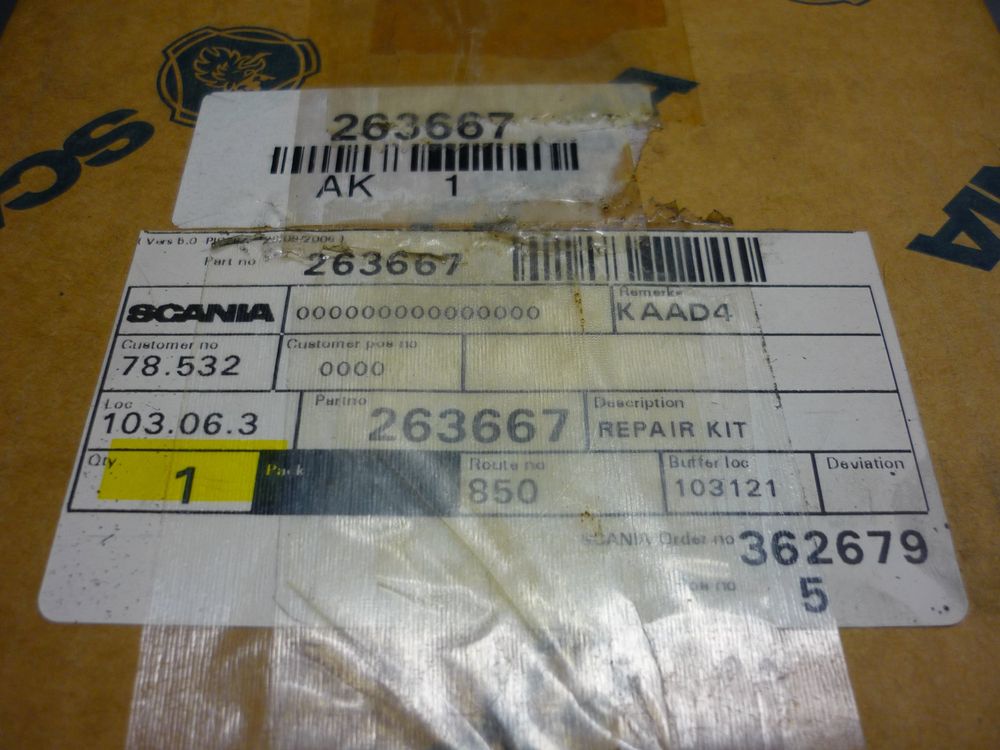 263667
AK 1
Part no 263667
SCANIA 000000000000000 Remarks KAAD4
Customer no Customer pos no
78.532 0000
Loc Partno Description
103.06.3 263667 REPAIR KIT
Qty Pack Route no Buffer loc Deviation
1 850 103121
SCANIA Order no 362679
Pos no 5